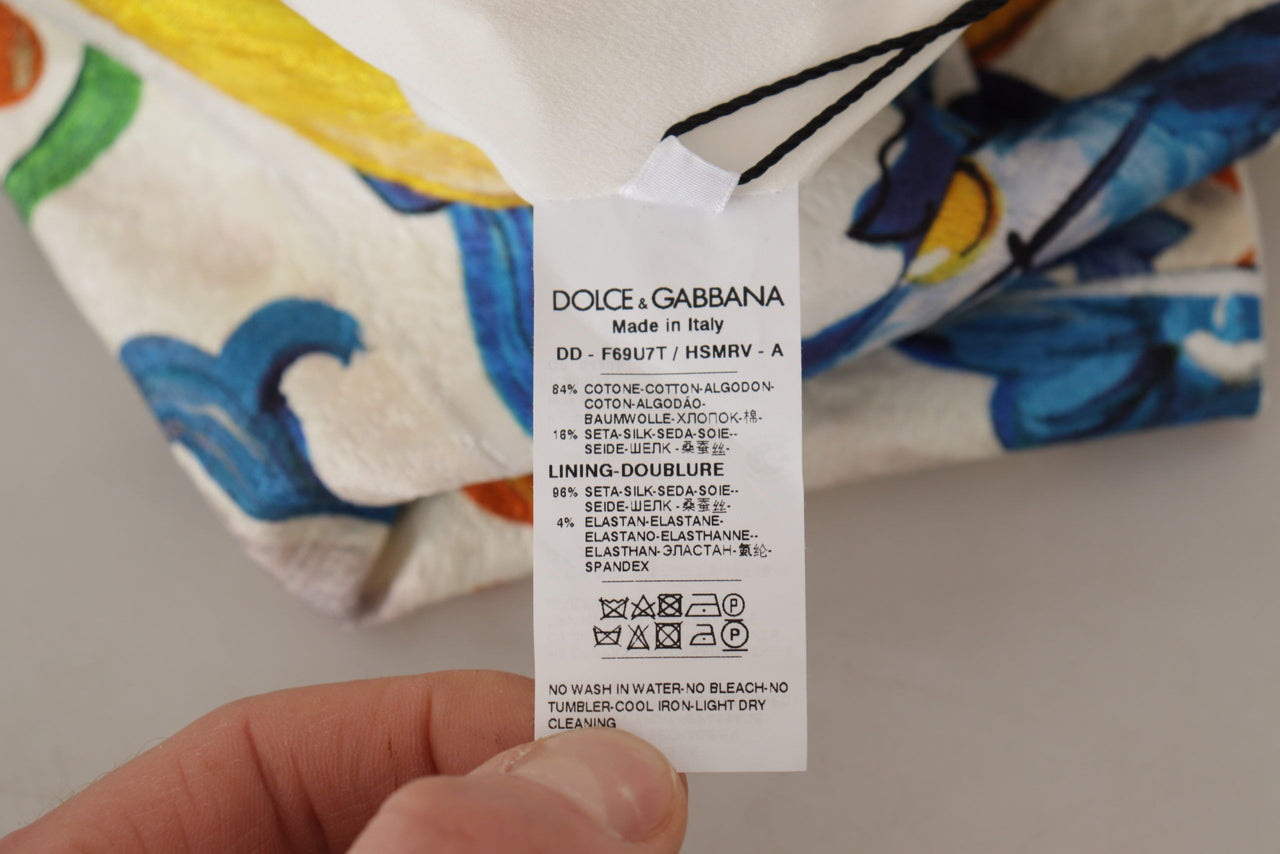 DOLCE & GABBANA
Made in Italy
DD - F69U7T / HSMRV - A
84% COTONE-COTTON-ALGODON-
COTON-ALGODÃO-
BAUMWOLLE-ХЛОПОК-棉-
16% SETA-SILK-SEDA-SOIE--
SEIDE-ШЕЛК -桑蚕丝-
LINING-DOUBLURE
96% SETA-SILK-SEDA-SOIE--
SEIDE-ШЕЛК -桑蚕丝-
4% ELASTAN-ELASTANE-
ELASTANO-ELASTHANNE--
ELASTHAN-ЭЛАСТАН-氨纶-
SPANDEX
P
P
NO WASH IN WATER-NO BLEACH-NO
TUMBLER-COOL IRON-LIGHT DRY
CLEANING